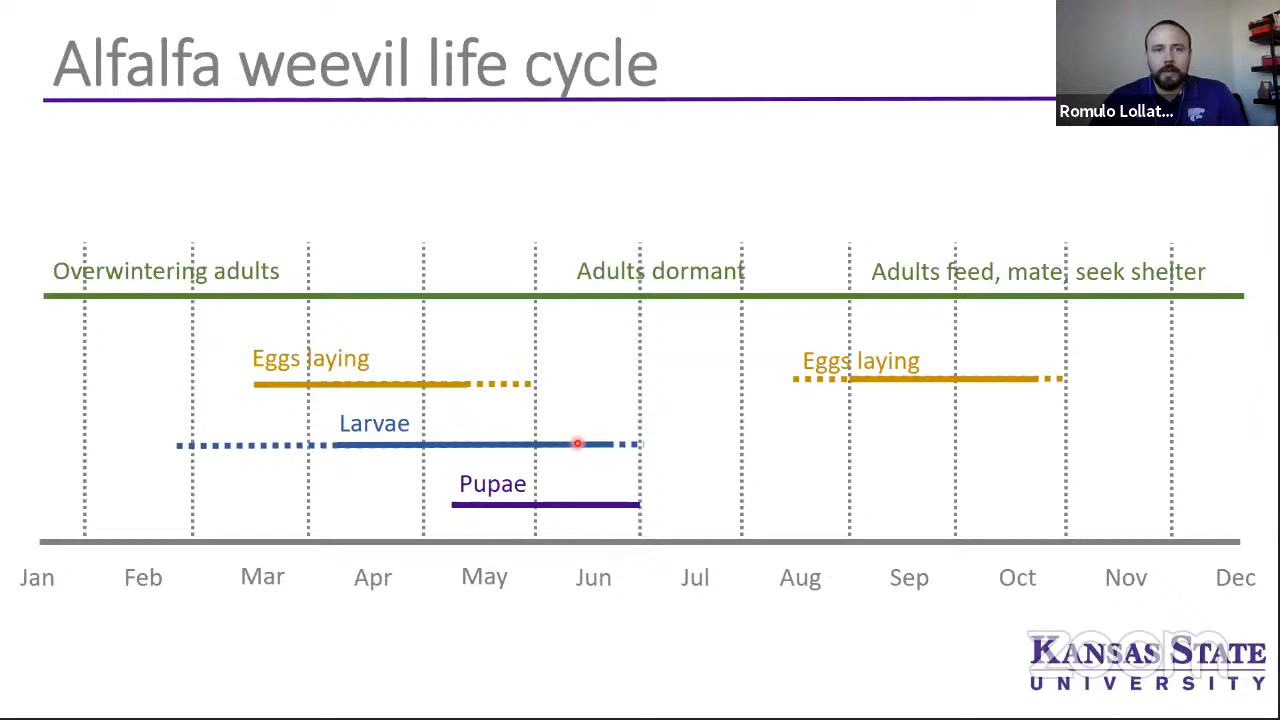 Alfalfa weevil life cycle
Romulo Lollat...
Overwintering adults
Adults dormant
Adults feed, mate, seek shelter
Eggs laying
Eggs laying
Larvae
Pupae
Jan Feb Mar Apr May Jun Jul Aug Sep Oct Nov Dec
zoom
KANSAS STATE
UNIVERSITY